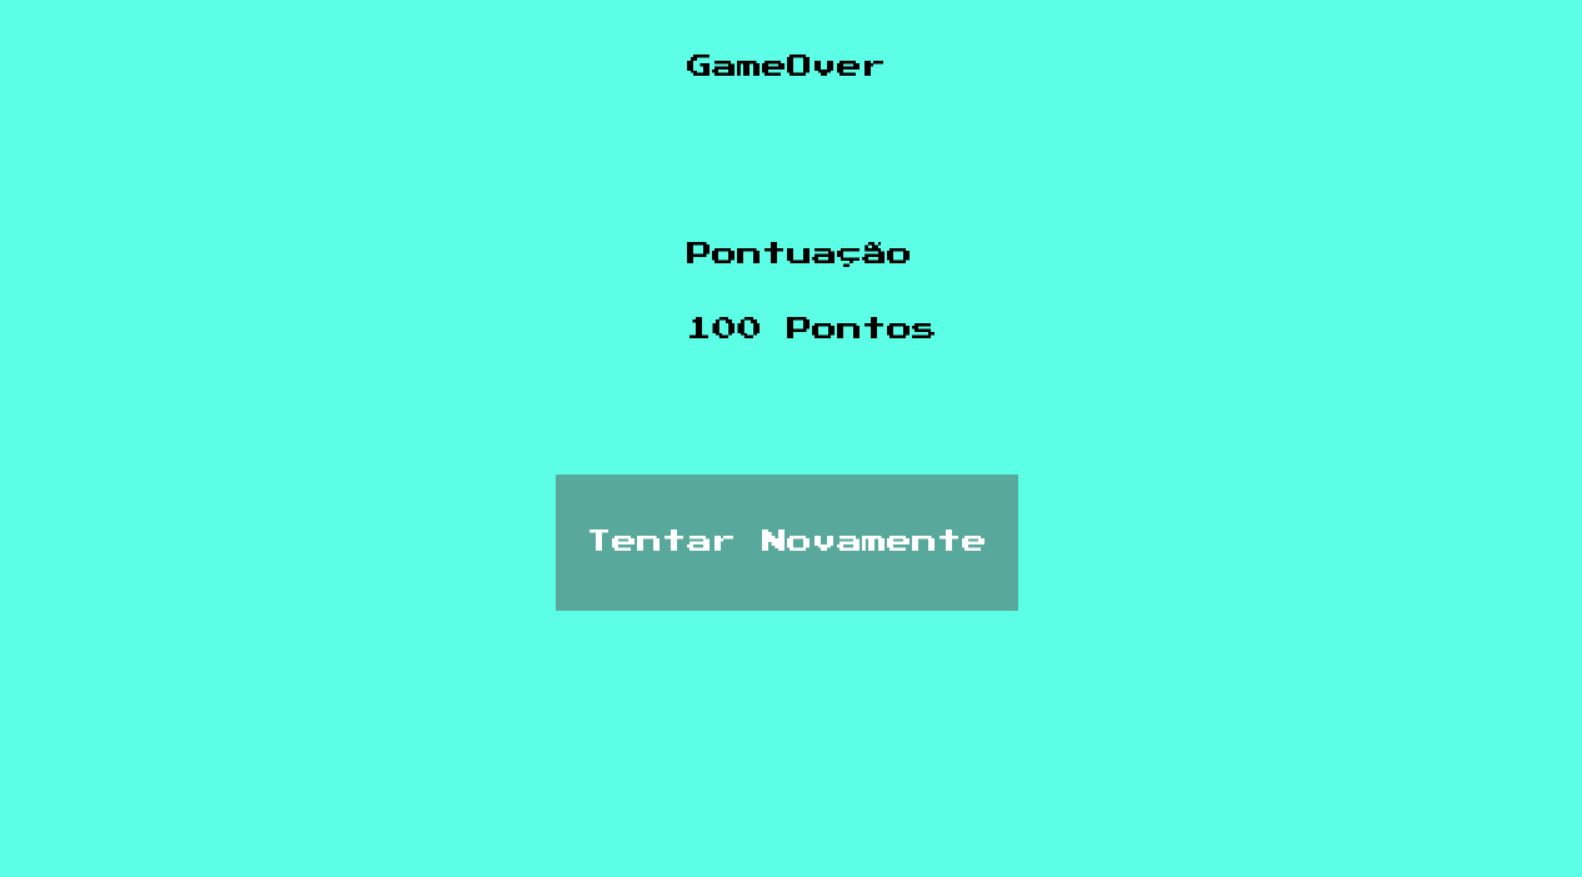 GameOver
Pontuação
100 Pontos
Tentar Novamente